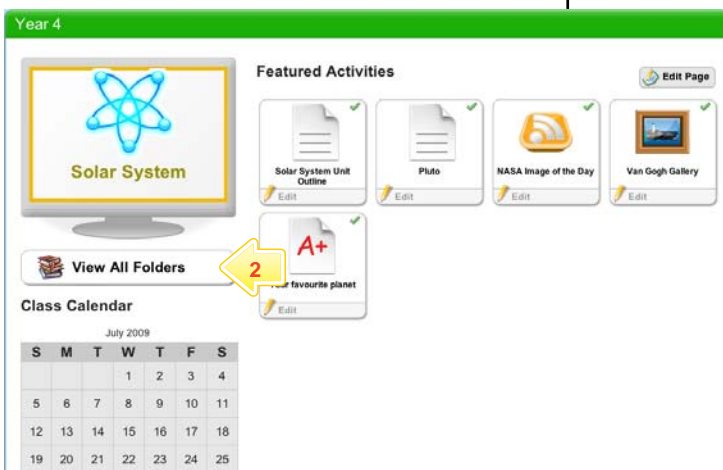 Year 4
Solar System
View All Folders
2
Class Calendar
July 2009
S M T W T F S
1 2 3 4
5 6 7 8 9 10 11
12 13 14 15 16 17 18
19 20 21 22 23 24 25
Featured Activities
Edit Page
Solar System Unit
Outline
Edit
Pluto
Edit
NASA Image of the Day
Edit
Van Gogh Gallery
Edit
A+
favourite planet
Edit